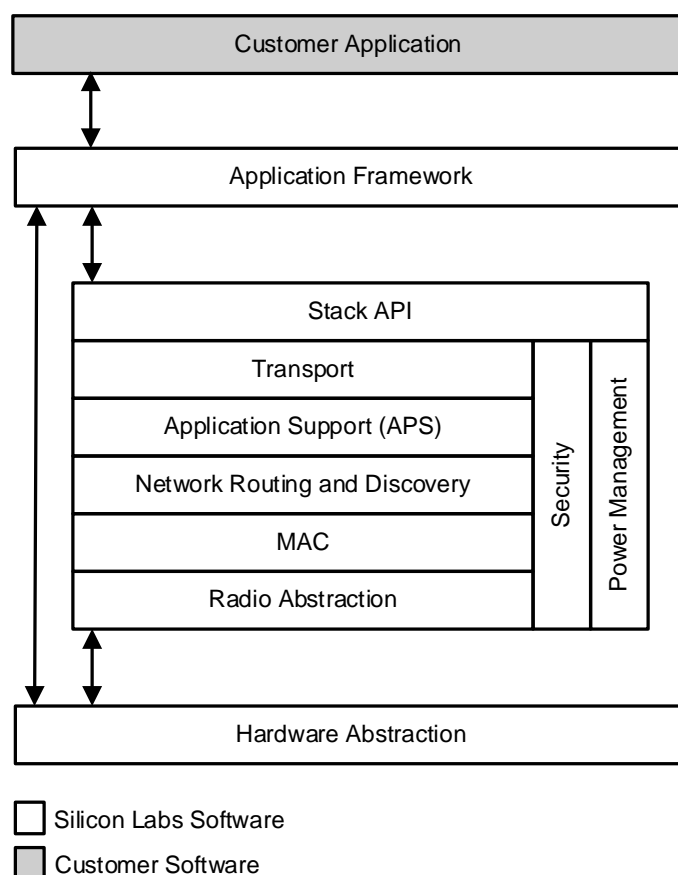 Customer Application
Application Framework
Stack API
Transport
Application Support (APS)
Network Routing and Discovery
MAC
Radio Abstraction
Security
Power Management
Hardware Abstraction
Silicon Labs Software
Customer Software